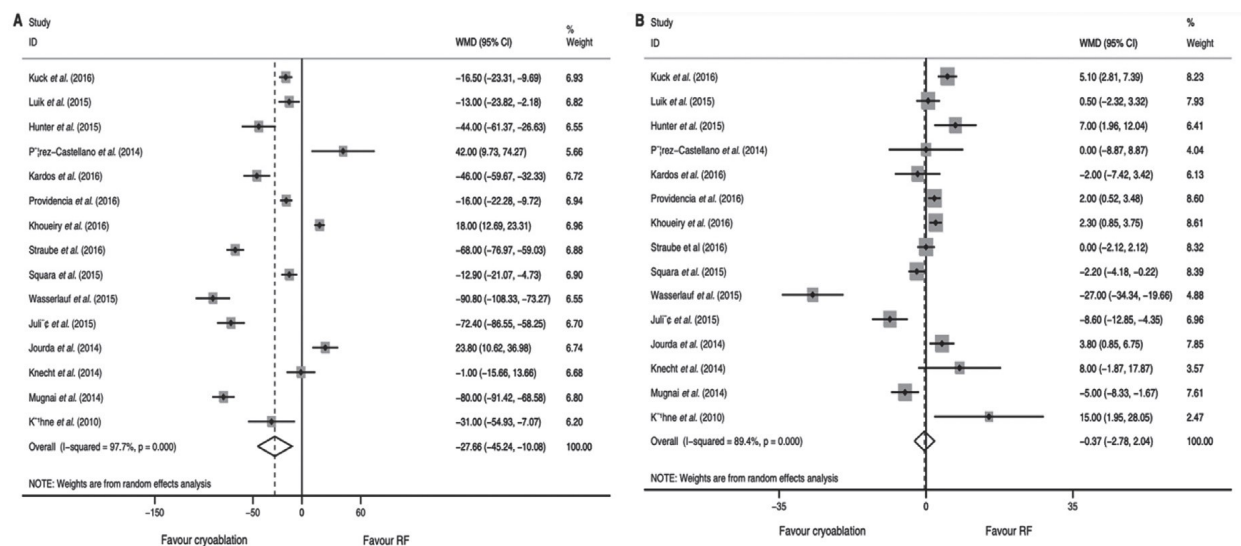 A Study
%
ID WMD (95% CI) Weight
Kuck et al. (2016) −16.50 (−23.31, −9.69) 6.93
Luik et al. (2015) −13.00 (−23.82, −2.18) 6.82
Hunter et al. (2015) −44.00 (−61.37, −26.63) 6.55
P˜¦rez−Castellano et al. (2014) 42.00 (9.73, 74.27) 5.66
Kardos et al. (2016) −46.00 (−59.67, −32.33) 6.72
Providencia et al. (2016) −16.00 (−22.28, −9.72) 6.94
Khoueiry et al. (2016) 18.00 (12.69, 23.31) 6.96
Straube et al. (2016) −68.00 (−76.97, −59.03) 6.88
Squara et al. (2015) −12.90 (−21.07, −4.73) 6.90
Wasserlauf et al. (2015) −90.80 (−108.33, −73.27) 6.55
Juli˜¢ et al. (2015) −72.40 (−86.55, −58.25) 6.70
Jourda et al. (2014) 23.80 (10.62, 36.98) 6.74
Knecht et al. (2014) −1.00 (−15.66, 13.66) 6.68
Mugnai et al. (2014) −80.00 (−91.42, −68.58) 6.80
K˜°hne et al. (2010) −31.00 (−54.93, −7.07) 6.20
Overall (I−squared = 97.7%, p = 0.000) −27.66 (−45.24, −10.08) 100.00
NOTE: Weights are from random effects analysis
−150 −50 0 60
Favour cryoablation Favour RF
B Study
%
ID WMD (95% CI) Weight
Kuck et al. (2016) 5.10 (2.81, 7.39) 8.23
Luik et al. (2015) 0.50 (−2.32, 3.32) 7.93
Hunter et al. (2015) 7.00 (1.96, 12.04) 6.41
P˜¦rez−Castellano et al. (2014) 0.00 (−8.87, 8.87) 4.04
Kardos et al. (2016) −2.00 (−7.42, 3.42) 6.13
Providencia et al. (2016) 2.00 (0.52, 3.48) 8.60
Khoueiry et al. (2016) 2.30 (0.85, 3.75) 8.61
Straube et al (2016) 0.00 (−2.12, 2.12) 8.32
Squara et al. (2015) −2.20 (−4.18, −0.22) 8.39
Wasserlauf et al. (2015) −27.00 (−34.34, −19.66) 4.88
Juli˜¢ et al. (2015) −8.60 (−12.85, −4.35) 6.96
Jourda et al. (2014) 3.80 (0.85, 6.75) 7.85
Knecht et al. (2014) 8.00 (−1.87, 17.87) 3.57
Mugnai et al. (2014) −5.00 (−8.33, −1.67) 7.61
K˜°hne et al. (2010) 15.00 (1.95, 28.05) 2.47
Overall (I−squared = 89.4%, p = 0.000) −0.37 (−2.78, 2.04) 100.00
NOTE: Weights are from random effects analysis
−35 0 35
Favour cryoablation Favour RF